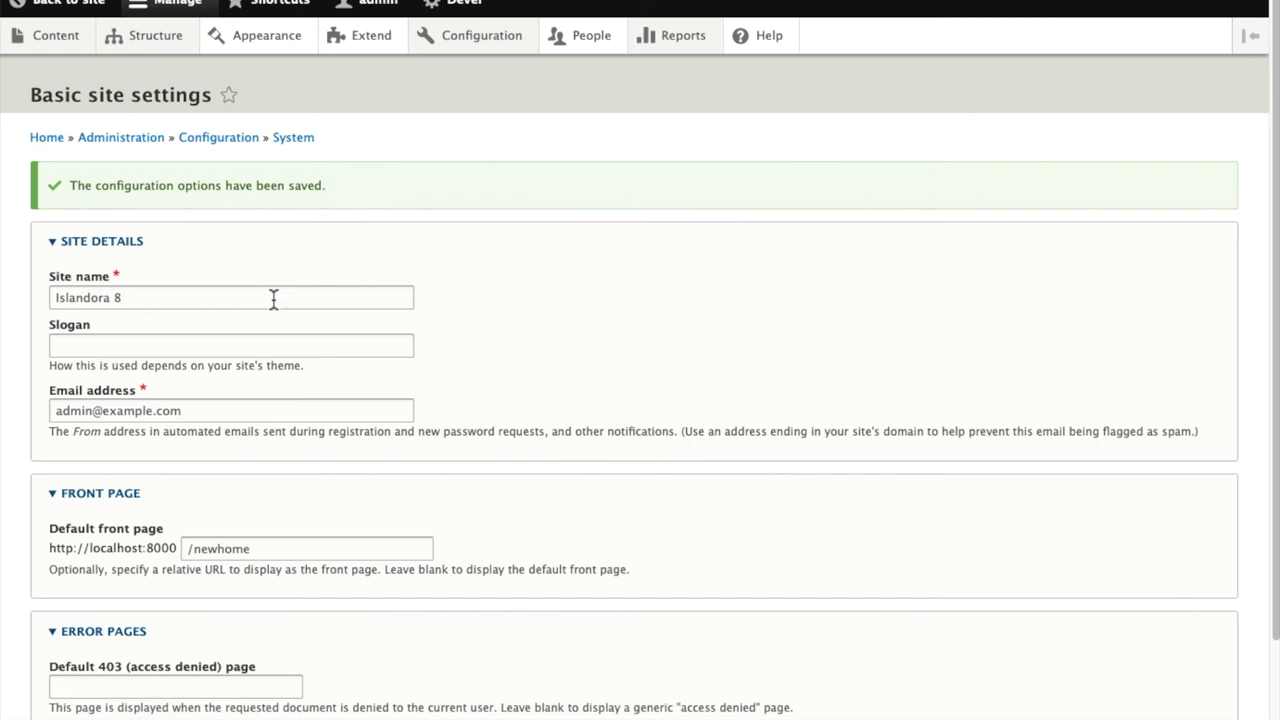 Back to site Manage Shortcuts admin Devel
Content Structure Appearance Extend Configuration People Reports Help
Basic site settings
Home » Administration » Configuration » System
The configuration options have been saved.
SITE DETAILS
Site name *
Islandora 8
Slogan
How this is used depends on your site's theme.
Email address *
admin@example.com
The From address in automated emails sent during registration and new password requests, and other notifications. (Use an address ending in your site's domain to help prevent this email being flagged as spam.)
FRONT PAGE
Default front page
http://localhost:8000 /newhome
Optionally, specify a relative URL to display as the front page. Leave blank to display the default front page.
ERROR PAGES
Default 403 (access denied) page
This page is displayed when the requested document is denied to the current user. Leave blank to display a generic "access denied" page.